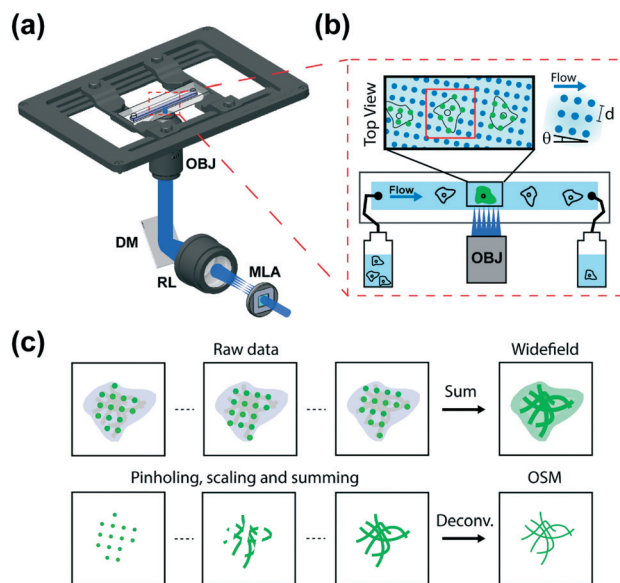 (a)
OBJ
DM
RL
MLA
(b)
Top View
Flow
d
θ
Flow
OBJ
(c)
Raw data
Widefield
Sum
Pinholing, scaling and summing
OSM
Deconv.